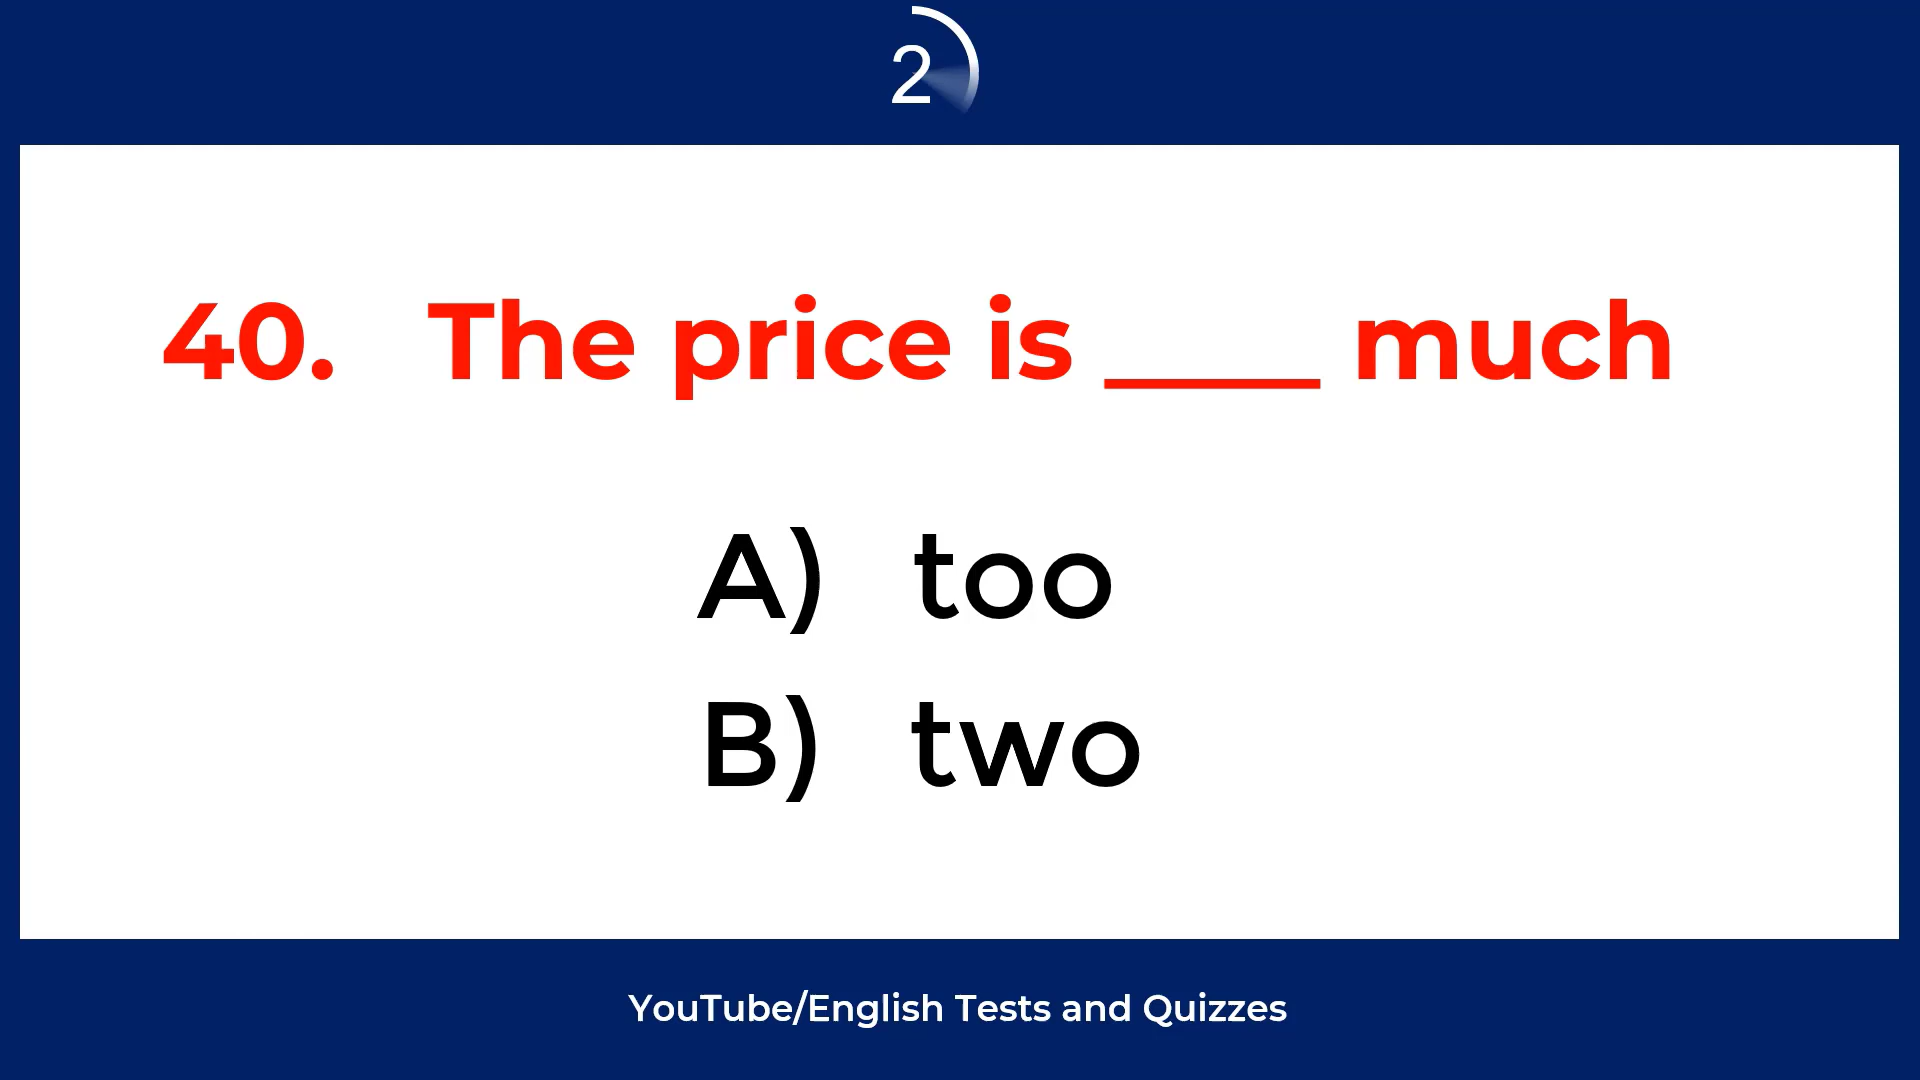 2
40. The price is ____ much
A) too
B) two
YouTube/English Tests and Quizzes